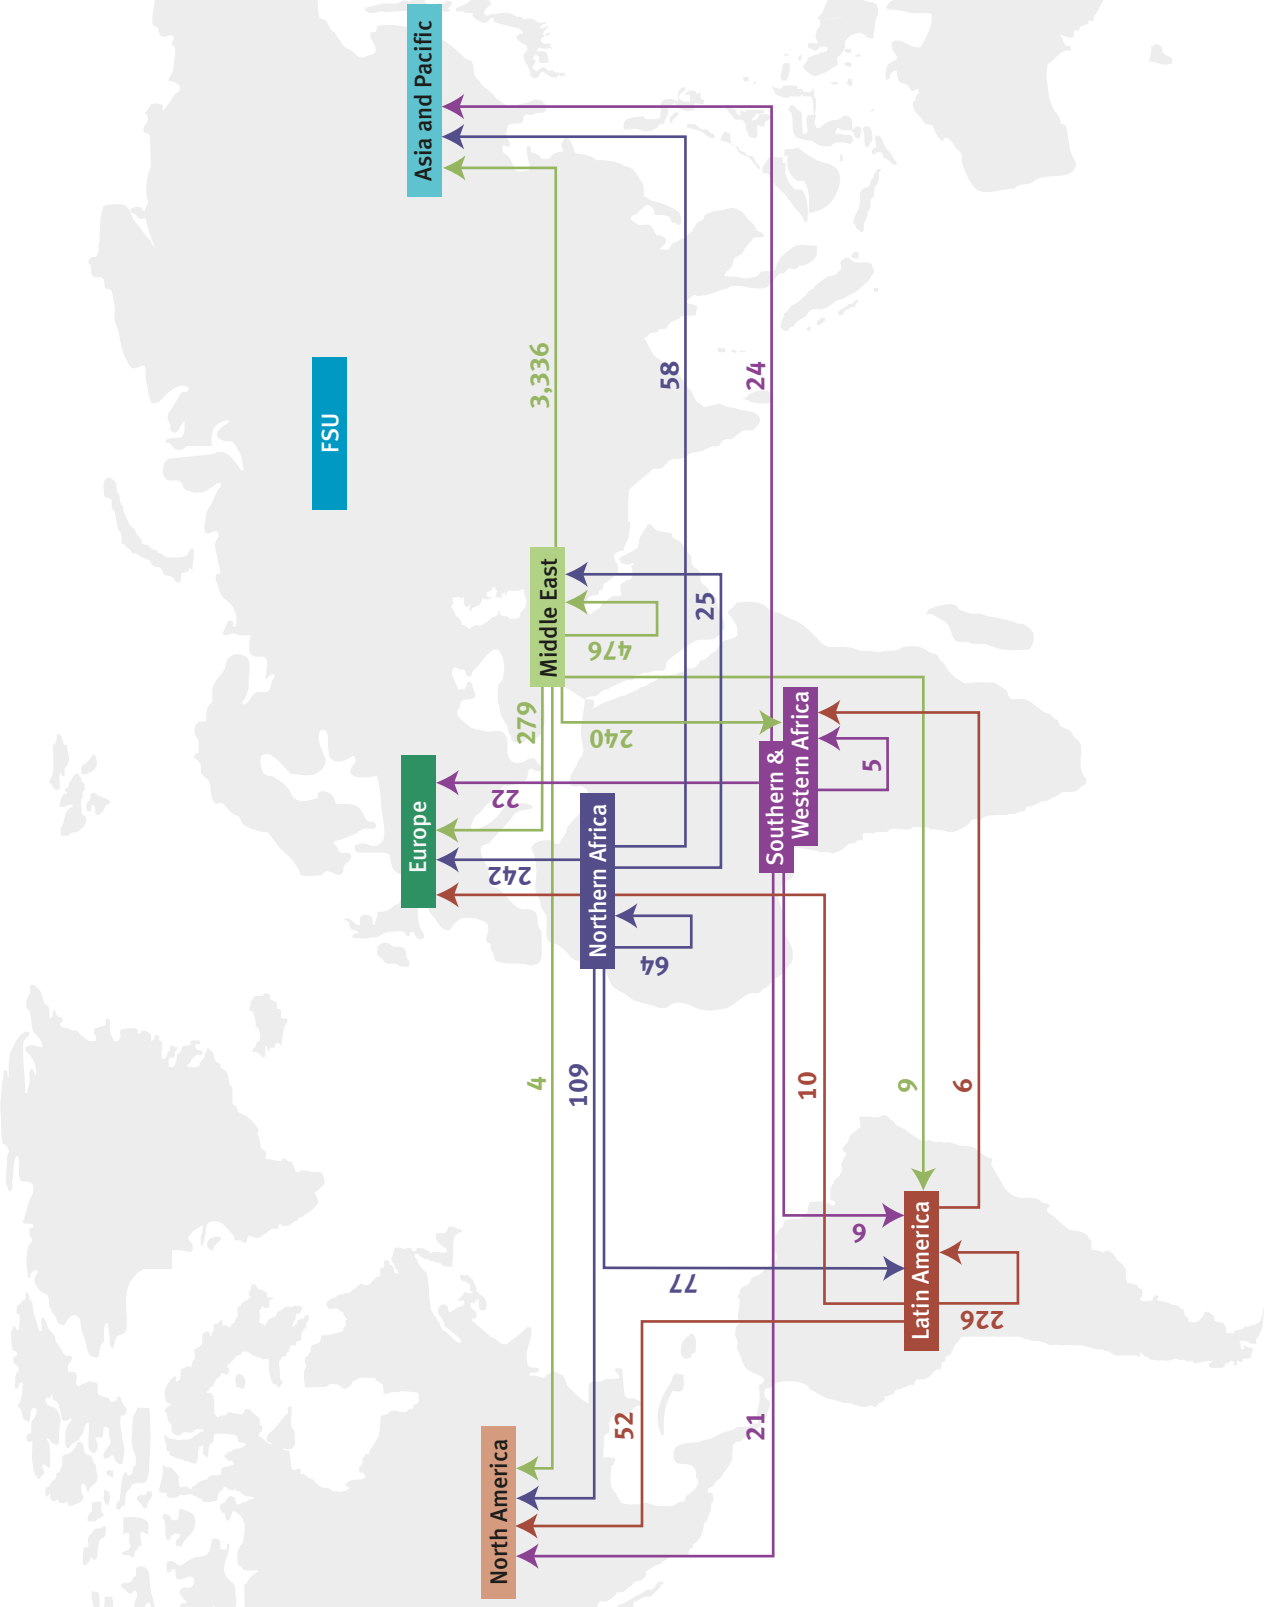 FSU
Europe
Asia and Pacific
North America
242
22
4
279
3,336
Middle East
109
Northern Africa
240
476
52
64
58
77
25
21
24
Southern &
Western Africa
10
6
5
9
Latin America
6
226